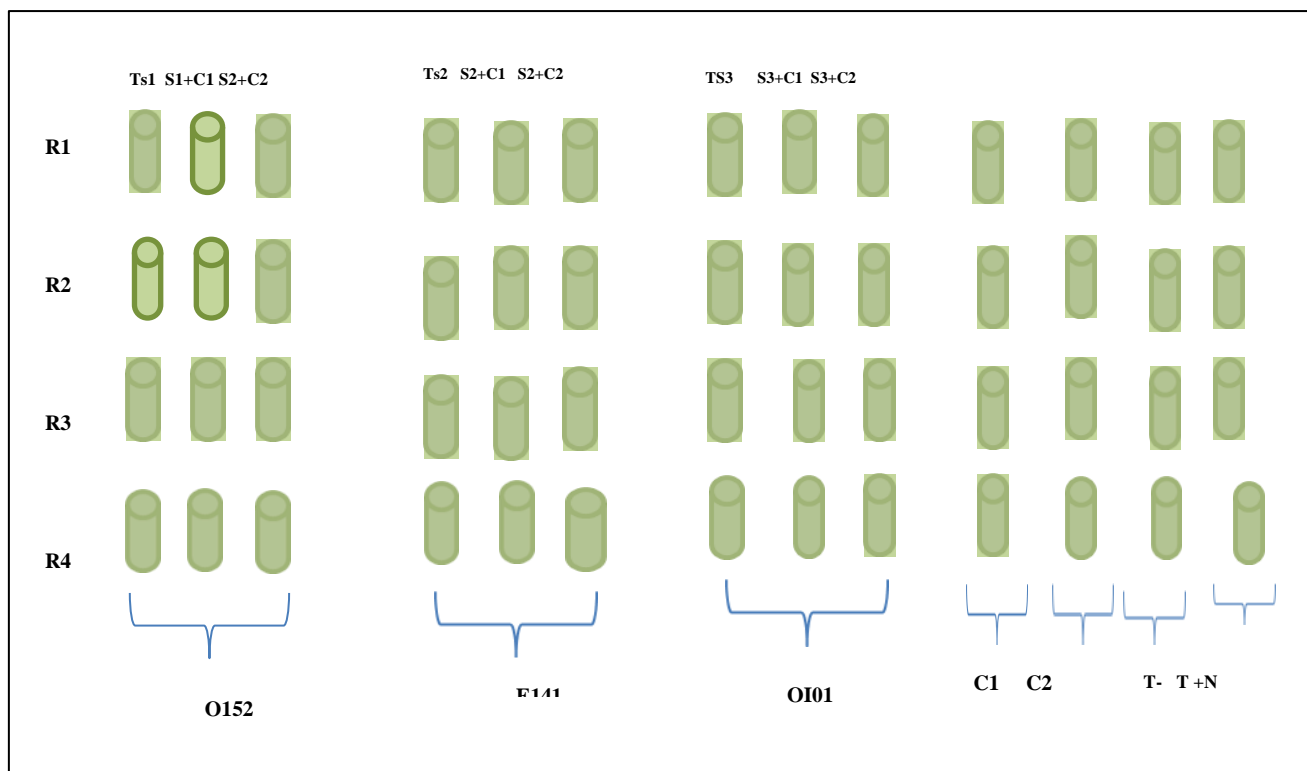 Ts1 S1+C1 S2+C2
Ts2 S2+C1 S2+C2
TS3 S3+C1 S3+C2
R1
R2
R3
R4
O152
OI01
C1 C2
T- T +N